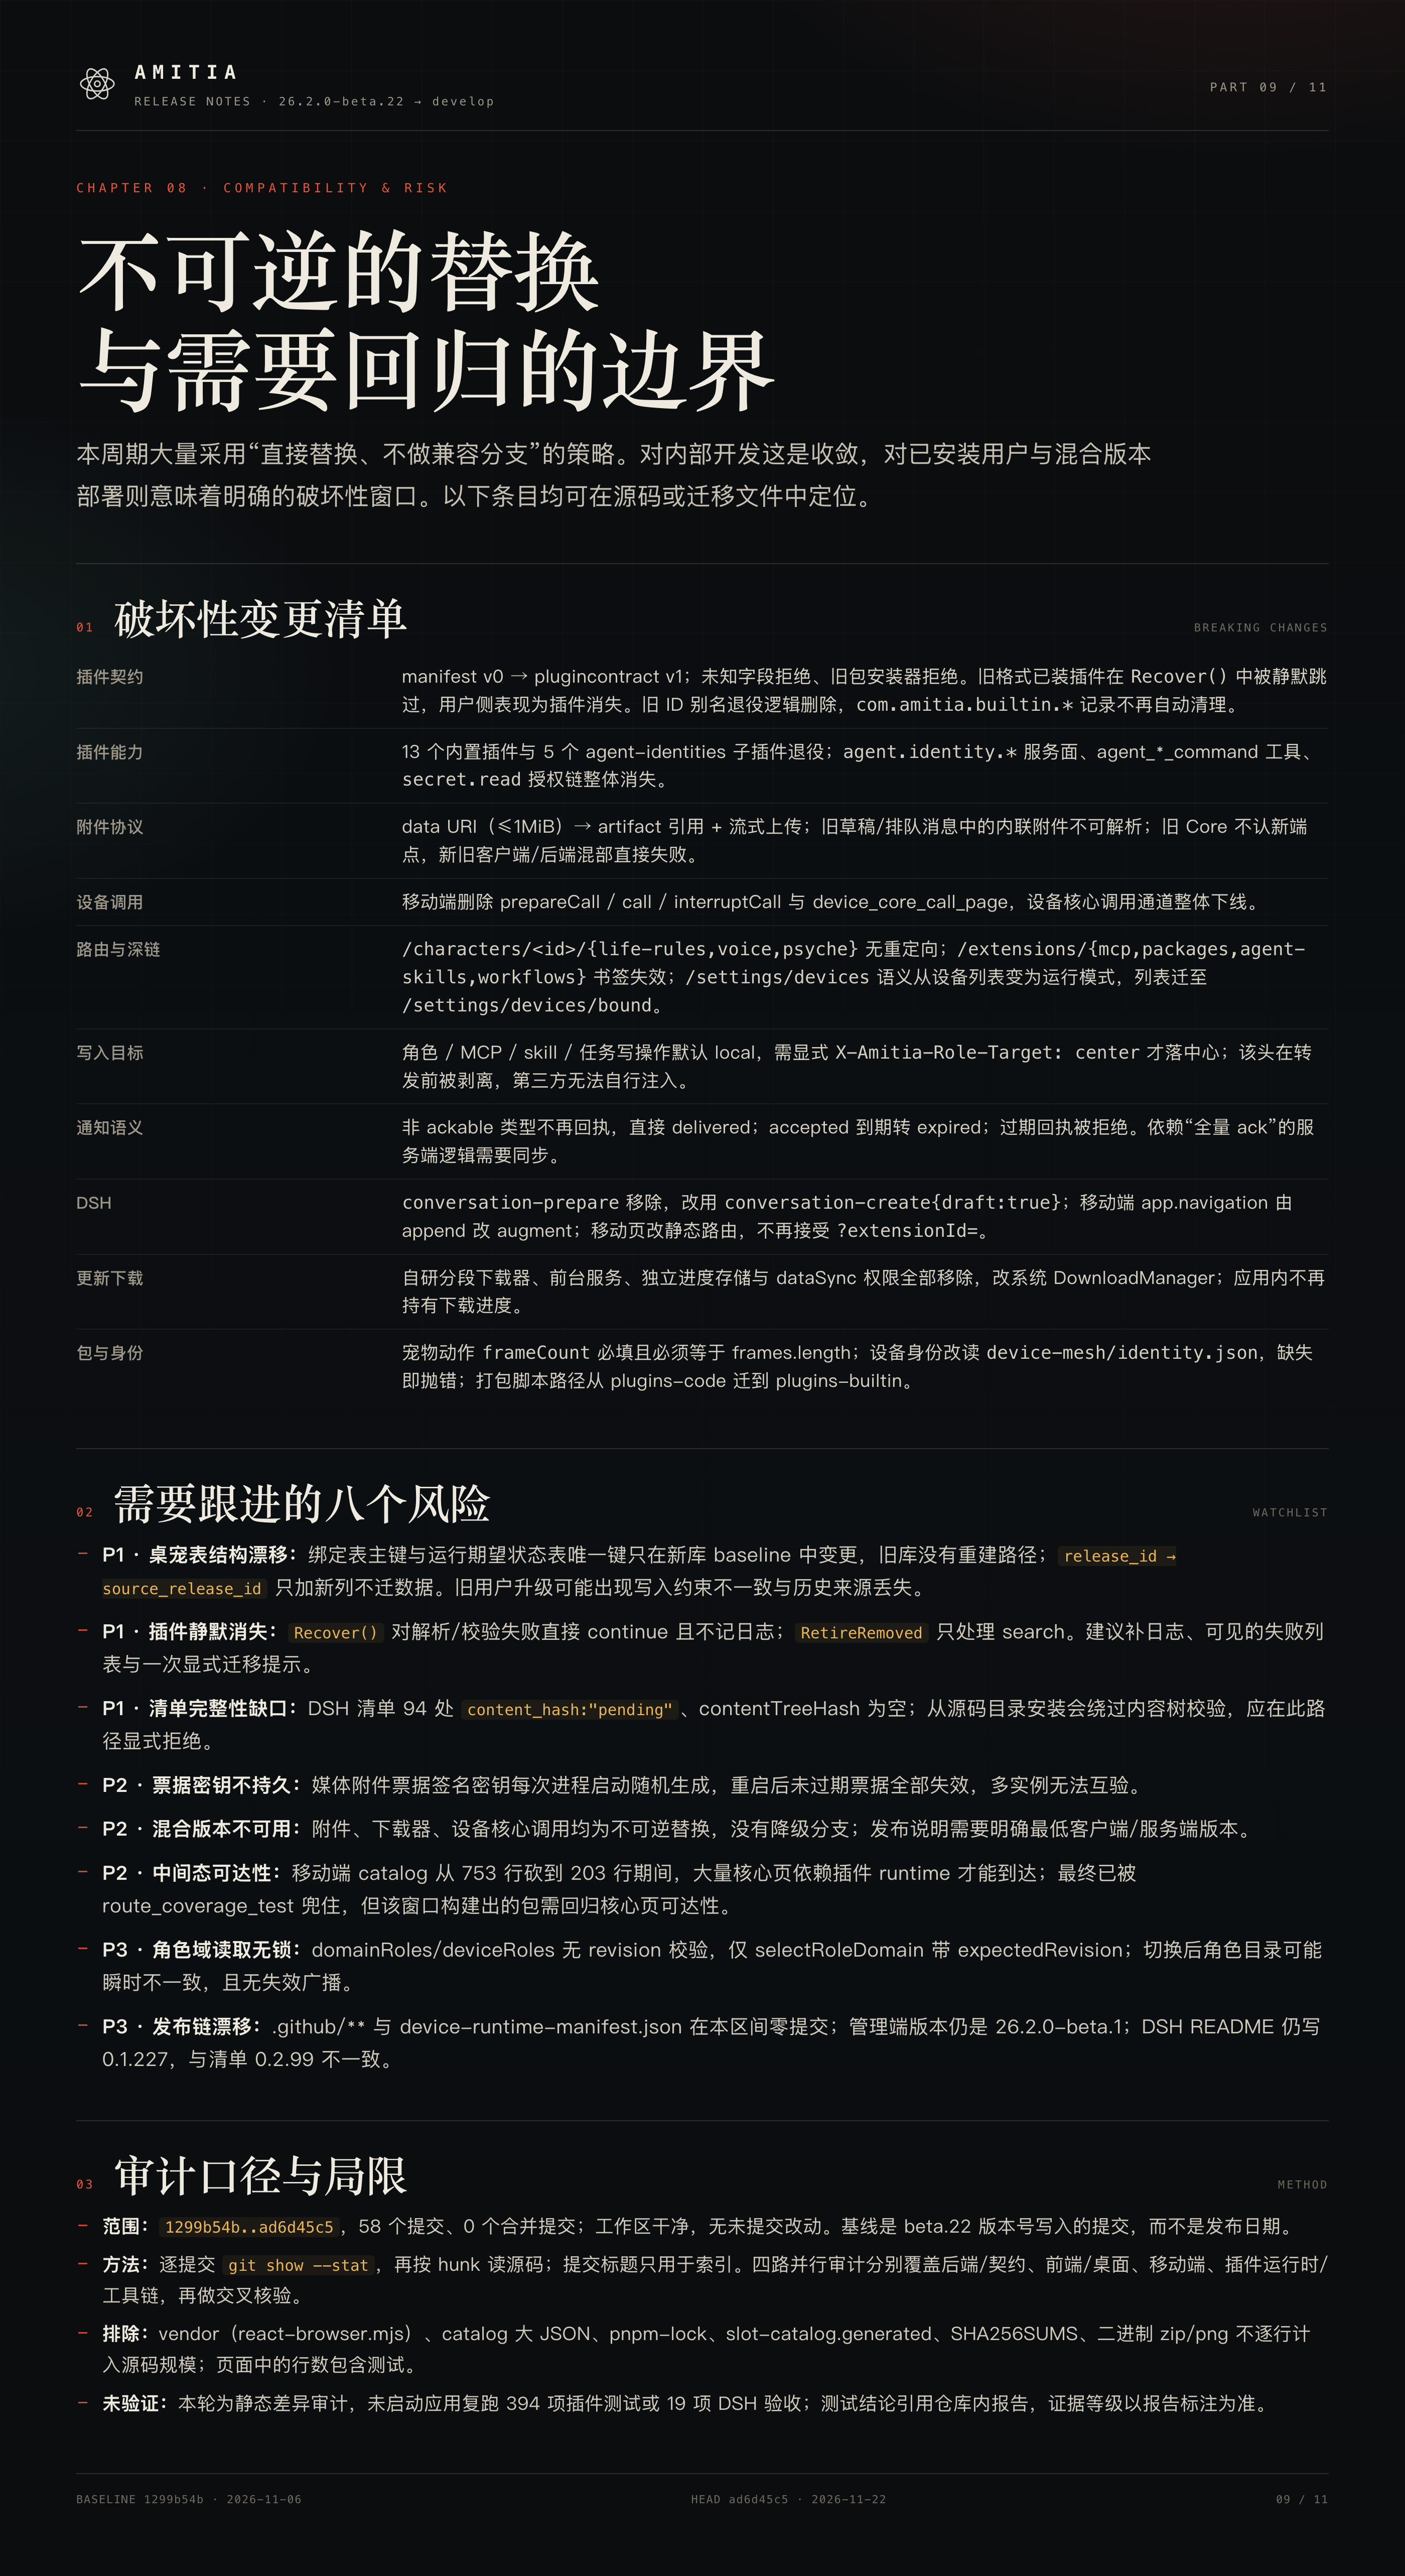 AMITIA
RELEASE NOTES · 26.2.0-beta.22 → develop
PART 09 / 11
CHAPTER 08 · COMPATIBILITY & RISK
不可逆的替换
与需要回归的边界
本周期大量采用“直接替换、不做兼容分支”的策略。对内部开发这是收敛，对已安装用户与混合版本
部署则意味着明确的破坏性窗口。以下条目均可在源码或迁移文件中定位。
01 破坏性变更清单
BREAKING CHANGES
插件契约
manifest v0 → plugincontract v1；未知字段拒绝、旧包安装器拒绝。旧格式已装插件在 Recover() 中被静默跳
过，用户侧表现为插件消失。旧 ID 别名退役逻辑删除，com.amitia.builtin.* 记录不再自动清理。
插件能力
13 个内置插件与 5 个 agent-identities 子插件退役；agent.identity.* 服务面、agent_*_command 工具、
secret.read 授权链整体消失。
附件协议
data URI（≤1MiB）→ artifact 引用 + 流式上传；旧草稿/排队消息中的内联附件不可解析；旧 Core 不认新端
点，新旧客户端/后端混部直接失败。
设备调用
移动端删除 prepareCall / call / interruptCall 与 device_core_call_page，设备核心调用通道整体下线。
路由与深链
/characters/<id>/{life-rules,voice,psyche} 无重定向；/extensions/{mcp,packages,agent-
skills,workflows} 书签失效；/settings/devices 语义从设备列表变为运行模式，列表迁至
/settings/devices/bound。
写入目标
角色 / MCP / skill / 任务写操作默认 local，需显式 X-Amitia-Role-Target: center 才落中心；该头在转
发前被剥离，第三方无法自行注入。
通知语义
非 ackable 类型不再回执，直接 delivered；accepted 到期转 expired；过期回执被拒绝。依赖“全量 ack”的服
务端逻辑需要同步。
DSH
conversation-prepare 移除，改用 conversation-create{draft:true}；移动端 app.navigation 由
append 改 augment；移动页改静态路由，不再接受 ?extensionId=。
更新下载
自研分段下载器、前台服务、独立进度存储与 dataSync 权限全部移除，改系统 DownloadManager；应用内不再
持有下载进度。
包与身份
宠物动作 frameCount 必填且必须等于 frames.length；设备身份改读 device-mesh/identity.json，缺失
即抛错；打包脚本路径从 plugins-code 迁到 plugins-builtin。
02 需要跟进的八个风险
WATCHLIST
– P1 · 桌宠表结构漂移：绑定表主键与运行期望状态表唯一键只在新库 baseline 中变更，旧库没有重建路径；release_id →
source_release_id 只加新列不迁数据。旧用户升级可能出现写入约束不一致与历史来源丢失。
– P1 · 插件静默消失：Recover() 对解析/校验失败直接 continue 且不记日志；RetireRemoved 只处理 search。建议补日志、可见的失败列
表与一次显式迁移提示。
– P1 · 清单完整性缺口：DSH 清单 94 处 content_hash:"pending"、contentTreeHash 为空；从源码目录安装会绕过内容树校验，应在此路
径显式拒绝。
– P2 · 票据密钥不持久：媒体附件票据签名密钥每次进程启动随机生成，重启后未过期票据全部失效，多实例无法互验。
– P2 · 混合版本不可用：附件、下载器、设备核心调用均为不可逆替换，没有降级分支；发布说明需要明确最低客户端/服务端版本。
– P2 · 中间态可达性：移动端 catalog 从 753 行砍到 203 行期间，大量核心页依赖插件 runtime 才能到达；最终已被
route_coverage_test 兜住，但该窗口构建出的包需回归核心页可达性。
– P3 · 角色域读取无锁：domainRoles/deviceRoles 无 revision 校验，仅 selectRoleDomain 带 expectedRevision；切换后角色目录可能
瞬时不一致，且无失效广播。
– P3 · 发布链漂移：.github/** 与 device-runtime-manifest.json 在本区间零提交；管理端版本仍是 26.2.0-beta.1；DSH README 仍写
0.1.227，与清单 0.2.99 不一致。
03 审计口径与局限
METHOD
– 范围：1299b54b..ad6d45c5，58 个提交、0 个合并提交；工作区干净，无未提交改动。基线是 beta.22 版本号写入的提交，而不是发布日期。
– 方法：逐提交 git show --stat，再按 hunk 读源码；提交标题只用于索引。四路并行审计分别覆盖后端/契约、前端/桌面、移动端、插件运行时/
工具链，再做交叉核验。
– 排除：vendor（react-browser.mjs）、catalog 大 JSON、pnpm-lock、slot-catalog.generated、SHA256SUMS、二进制 zip/png 不逐行计
入源码规模；页面中的行数包含测试。
– 未验证：本轮为静态差异审计，未启动应用复跑 394 项插件测试或 19 项 DSH 验收；测试结论引用仓库内报告，证据等级以报告标注为准。
BASELINE 1299b54b · 2026-11-06
HEAD ad6d45c5 · 2026-11-22
09 / 11